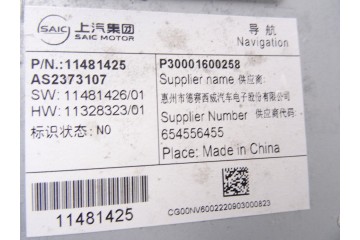 SAIC 上汽集团 导航
SAIC MOTOR Navigation
P/N.:11481425 P30001600258
AS2373107 Supplier name 供应商:
SW: 11481426/01 惠州市德赛西威汽车电子股份有限公司
HW: 11328323/01 Supplier Number 供应商代码:
标识状态: NO 654556455
Place: Made in China
11481425 CG00NV6002220903000823